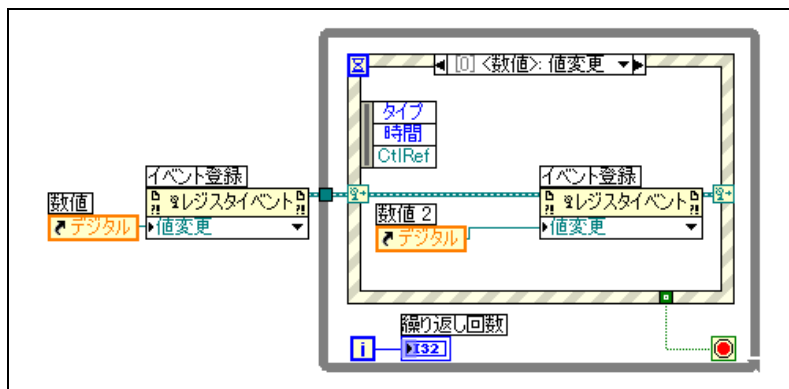 [0] <数値>: 値変更
タイプ
時間
CtlRef
イベント登録
レジスタイベント
値変更
数値
デジタル
イベント登録
レジスタイベント
値変更
数値 2
デジタル
繰り返し回数
i
I32